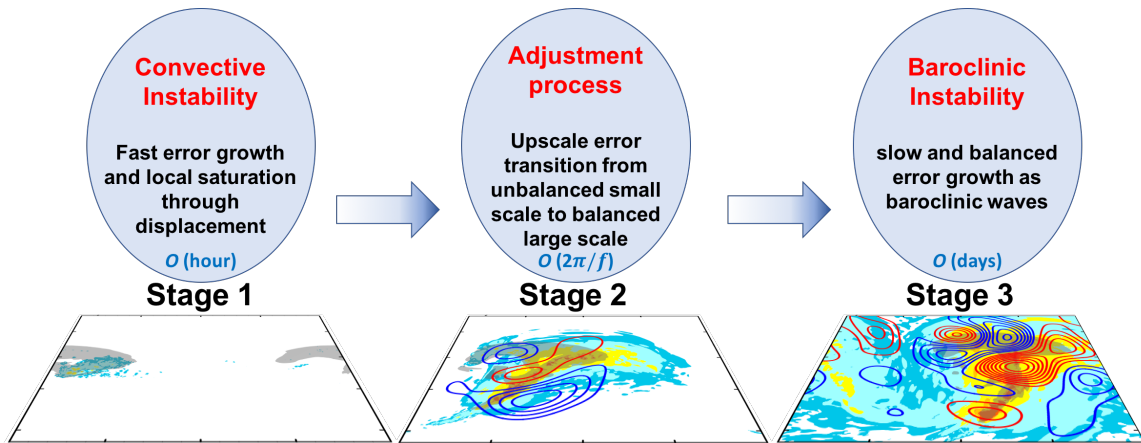 Convective
Instability
Fast error growth
and local saturation
through
displacement
O (hour)
Stage 1
Adjustment
process
Upscale error
transition from
unbalanced small
scale to balanced
large scale
O (2π/f)
Stage 2
Baroclinic
Instability
slow and balanced
error growth as
baroclinic waves
O (days)
Stage 3